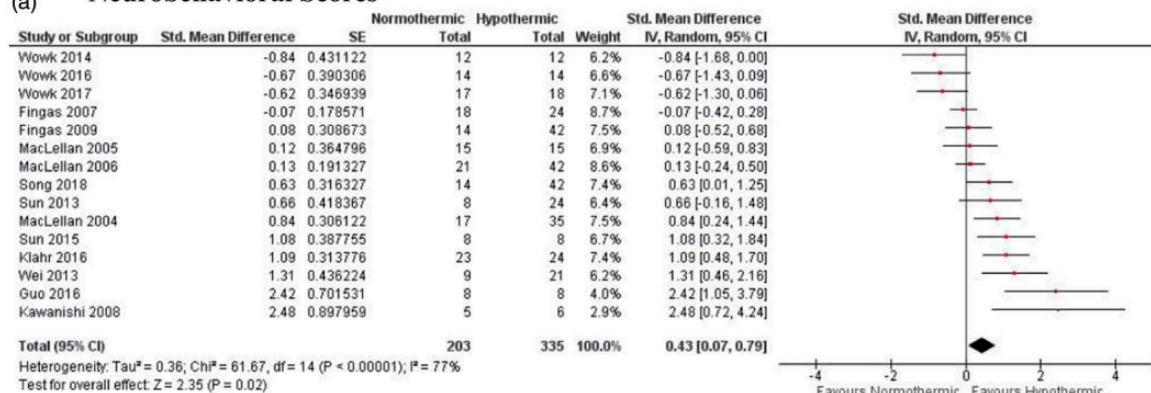 (a) Neurobehavioral Scores
Normothermic Hypothermic Std. Mean Difference Std. Mean Difference
Study or Subgroup Std. Mean Difference SE Total Total Weight IV, Random, 95% CI IV, Random, 95% CI
Wowk 2014 -0.84 0.431122 12 12 6.2% -0.84 [-1.68, 0.00]
Wowk 2016 -0.67 0.390306 14 14 6.6% -0.67 [-1.43, 0.09]
Wowk 2017 -0.62 0.346939 17 18 7.1% -0.62 [-1.30, 0.06]
Fingas 2007 -0.07 0.178571 18 24 8.7% -0.07 [-0.42, 0.28]
Fingas 2009 0.08 0.308673 14 42 7.5% 0.08 [-0.52, 0.68]
MacLellan 2005 0.12 0.364796 15 15 6.9% 0.12 [-0.59, 0.83]
MacLellan 2006 0.13 0.191327 21 42 8.6% 0.13 [-0.24, 0.50]
Song 2018 0.63 0.316327 14 42 7.4% 0.63 [0.01, 1.25]
Sun 2013 0.66 0.418367 8 24 6.4% 0.66 [-0.16, 1.48]
MacLellan 2004 0.84 0.306122 17 35 7.5% 0.84 [0.24, 1.44]
Sun 2015 1.08 0.387755 8 8 6.7% 1.08 [0.32, 1.84]
Klahr 2016 1.09 0.313776 23 24 7.4% 1.09 [0.48, 1.70]
Wei 2013 1.31 0.436224 9 21 6.2% 1.31 [0.46, 2.16]
Guo 2016 2.42 0.701531 8 8 4.0% 2.42 [1.05, 3.79]
Kawanishi 2008 2.48 0.897959 5 6 2.9% 2.48 [0.72, 4.24]
Total (95% CI) 203 335 100.0% 0.43 [0.07, 0.79]
Heterogeneity: Tau² = 0.36; Chi² = 61.67, df = 14 (P < 0.00001); I² = 77%
Test for overall effect: Z = 2.35 (P = 0.02)
-4 -2 0 2 4
Favours Normothermic Favours Hypothermic